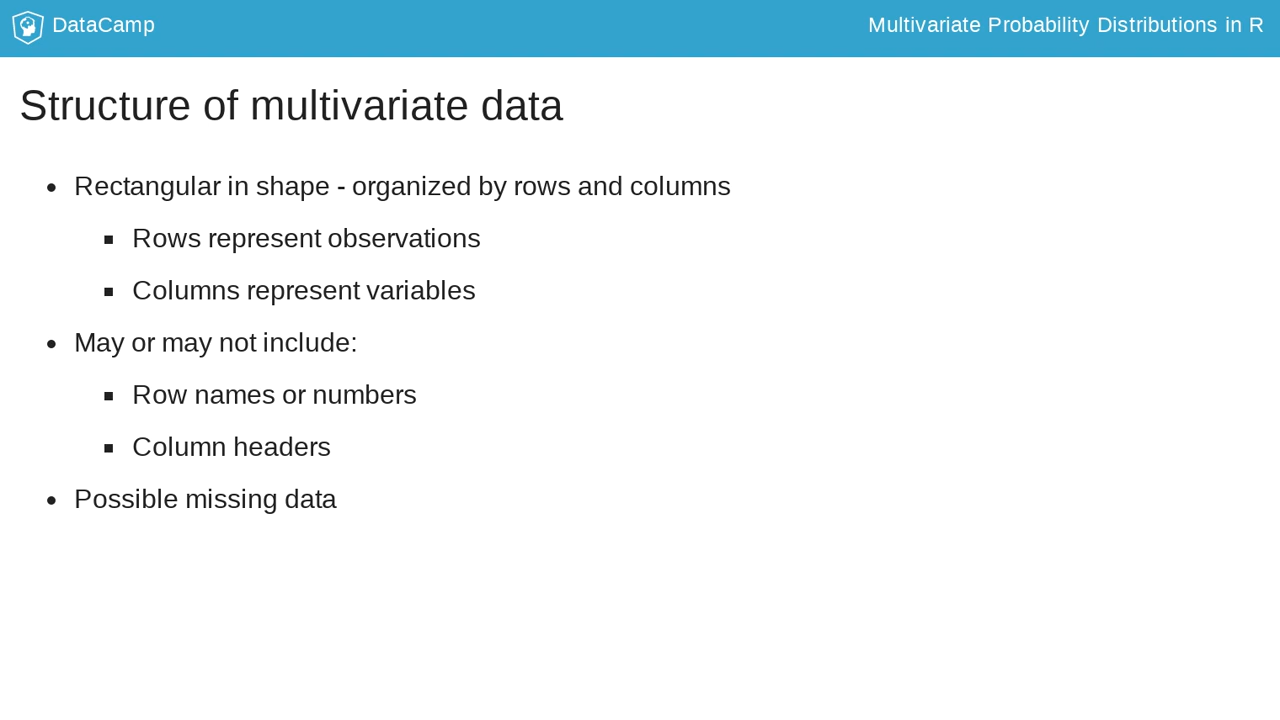 DataCamp
Multivariate Probability Distributions in R
Structure of multivariate data
Rectangular in shape - organized by rows and columns
Rows represent observations
Columns represent variables
May or may not include:
Row names or numbers
Column headers
Possible missing data